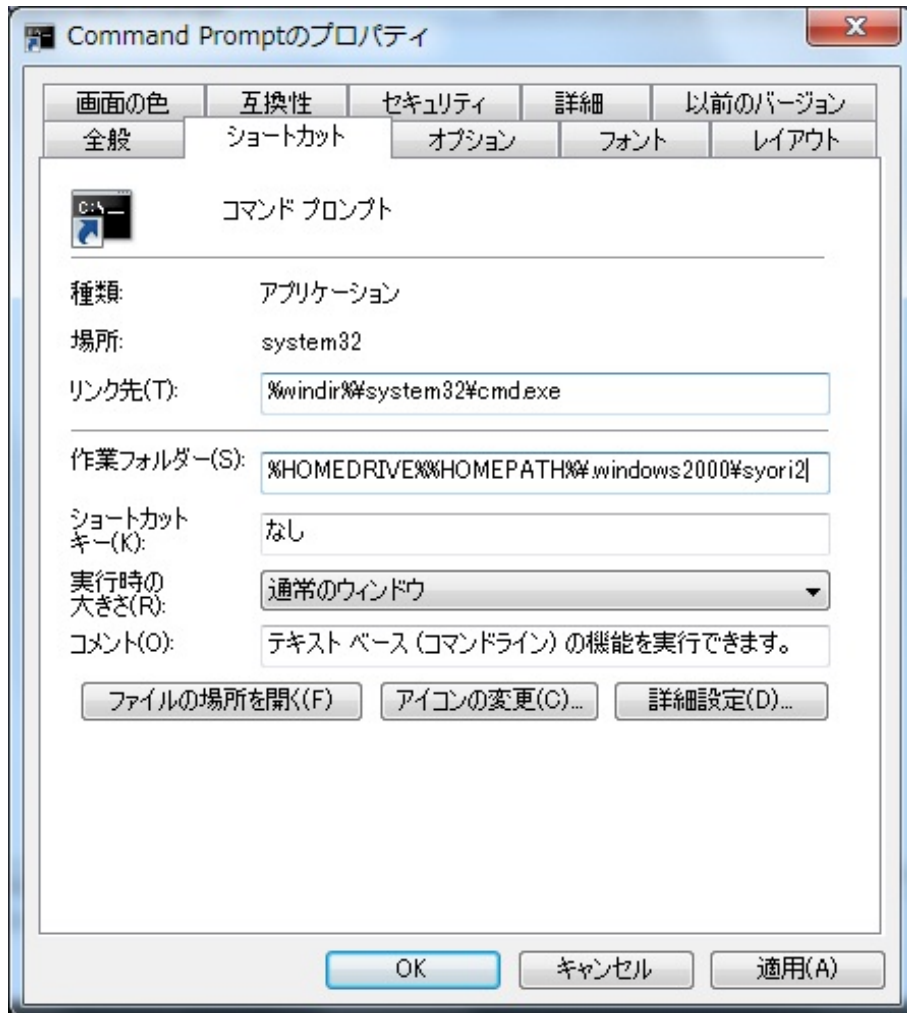 Command Promptのプロパティ
画面の色 互換性 セキュリティ 詳細 以前のバージョン
全般 ショートカット オプション フォント レイアウト
C:\_
コマンド プロンプト
種類: アプリケーション
場所: system32
リンク先(T): %windir%¥system32¥cmd.exe
作業フォルダー(S): %HOMEDRIVE%%HOMEPATH%¥.windows2000¥syori2
ショートカット
キー(K): なし
実行時の
大きさ(R): 通常のウィンドウ
コメント(O): テキスト ベース (コマンドライン) の機能を実行できます。
ファイルの場所を開く(F) アイコンの変更(C)... 詳細設定(D)...
OK キャンセル 適用(A)